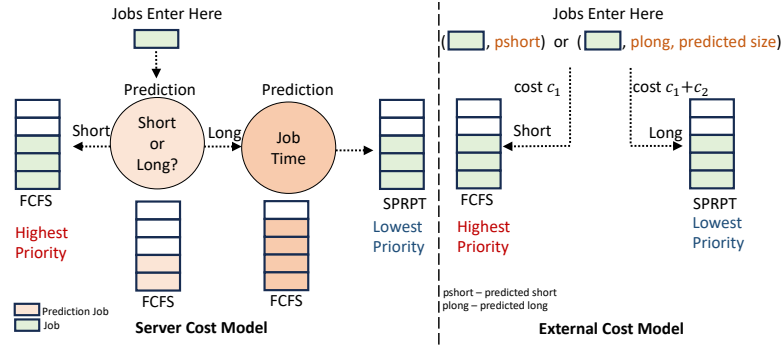 Jobs Enter Here
Prediction
Short
or
Long?
Prediction
Job
Time
Short
Long
FCFS
Highest
Priority
FCFS
FCFS
SPRPT
Lowest
Priority
Prediction Job
Job
Server Cost Model
Jobs Enter Here
( , pshort) or ( , plong, predicted size)
cost c₁
cost c₁+c₂
Short
Long
FCFS
Highest
Priority
SPRPT
Lowest
Priority
pshort – predicted short
plong – predicted long
External Cost Model